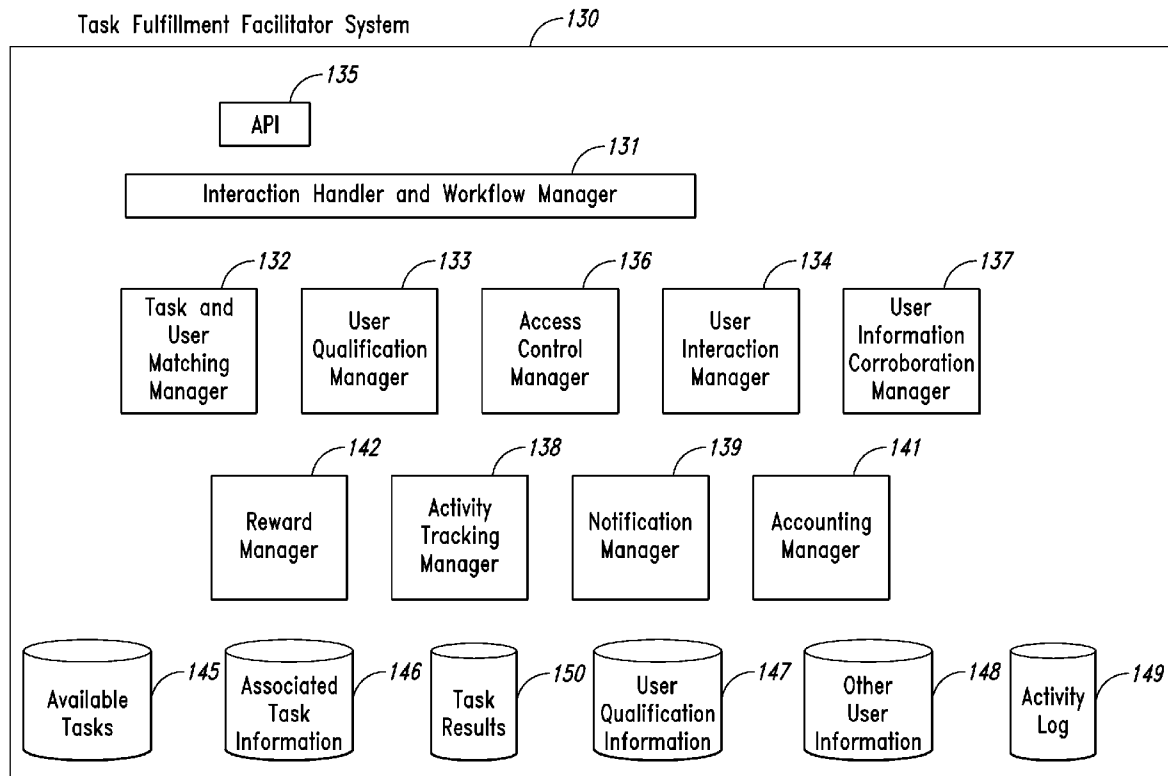 Task Fulfillment Facilitator System
130
135
API
131
Interaction Handler and Workflow Manager
132
133
136
134
137
Task and
User
Matching
Manager
User
Qualification
Manager
Access
Control
Manager
User
Interaction
Manager
User
Information
Corroboration
Manager
142
138
139
141
Reward
Manager
Activity
Tracking
Manager
Notification
Manager
Accounting
Manager
Available
Tasks
145
Associated
Task
Information
146
Task
Results
150
User
Qualification
Information
147
Other
User
Information
148
Activity
Log
149